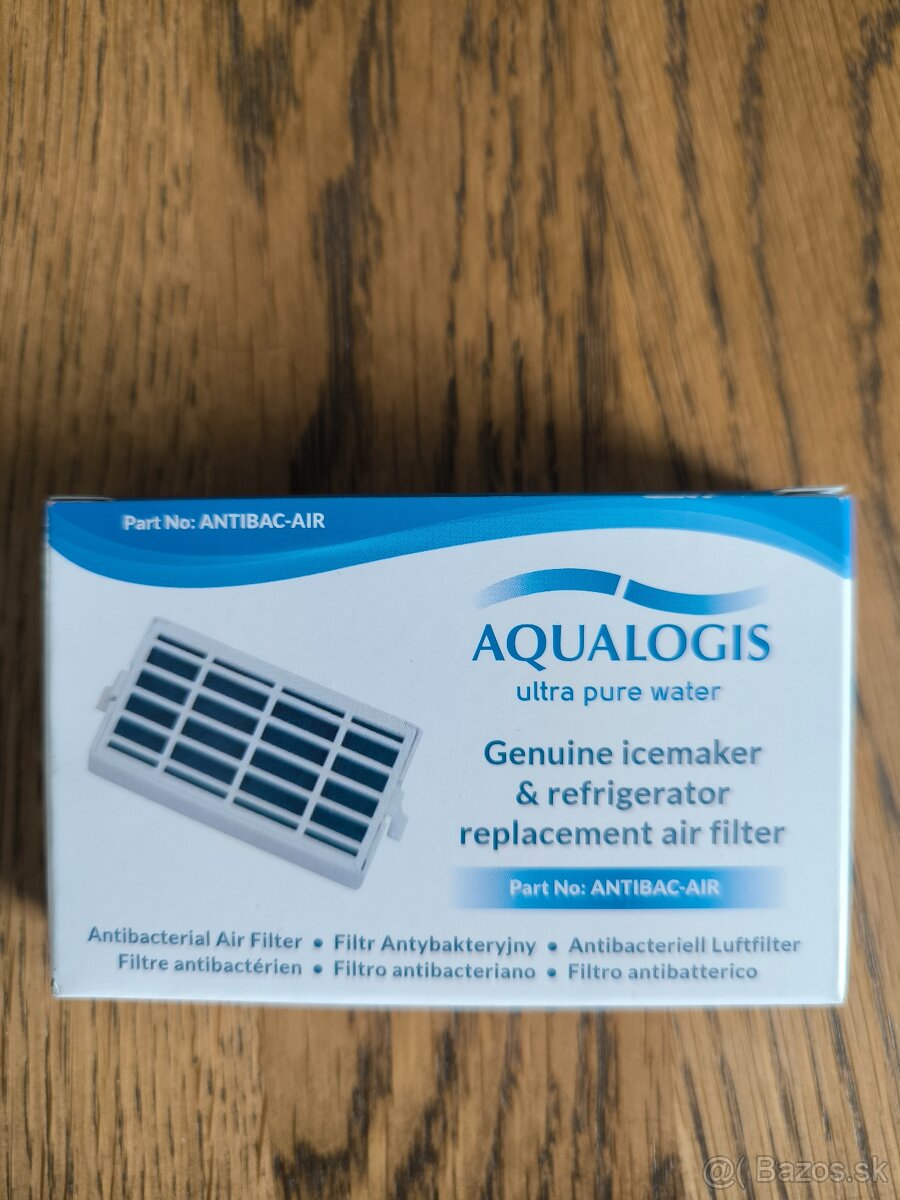 Part No: ANTIBAC-AIR
AQUALOGIS
ultra pure water
Genuine icemaker
& refrigerator
replacement air filter
Part No: ANTIBAC-AIR
Antibacterial Air Filter • Filtr Antybakteryjny • Antibacteriell Luftfilter
Filtre antibactérien • Filtro antibacteriano • Filtro antibatterico
@( Bazos.sk